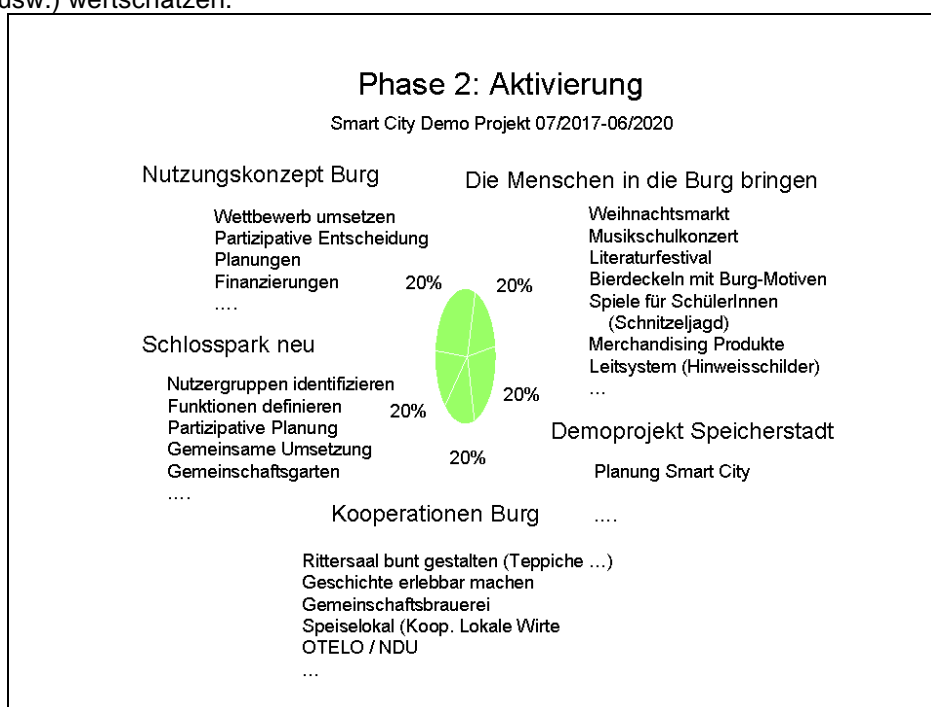 usw.) wertschätzen.
Phase 2: Aktivierung
Smart City Demo Projekt 07/2017-06/2020
Nutzungskonzept Burg
Wettbewerb umsetzen
Partizipative Entscheidung
Planungen
Finanzierungen
....
20%
Die Menschen in die Burg bringen
Weihnachtsmarkt
Musikschulkonzert
Literaturfestival
Bierdeckeln mit Burg-Motiven
Spiele für SchülerInnen
(Schnitzeljagd)
Merchandising Produkte
Leitsystem (Hinweisschilder)
...
20%
Schlosspark neu
Nutzergruppen identifizieren
Funktionen definieren
Partizipative Planung
Gemeinsame Umsetzung
Gemeinschaftsgarten
....
20%
20%
Demoprojekt Speicherstadt
Planung Smart City
....
20%
Kooperationen Burg
Rittersaal bunt gestalten (Teppiche ...)
Geschichte erlebbar machen
Gemeinschaftsbrauerei
Speiselokal (Koop. Lokale Wirte
OTELO / NDU
...